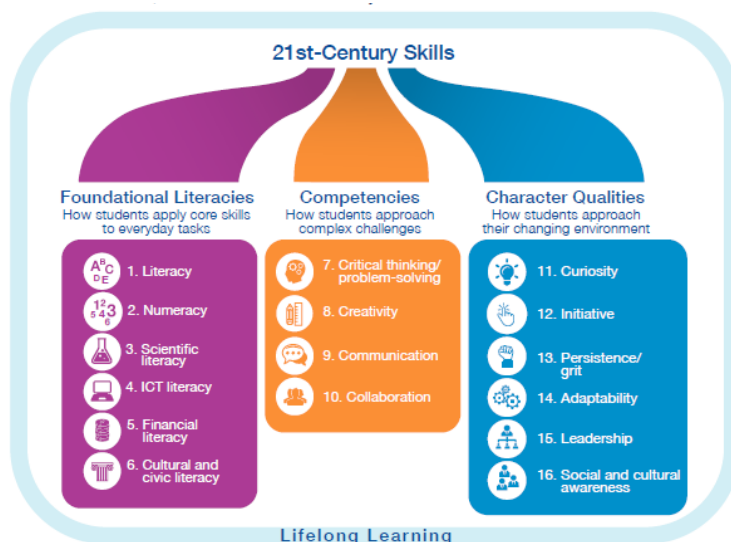 21st-Century Skills
Foundational Literacies
How students apply core skills
to everyday tasks
ABCDE
1. Literacy
123456
2. Numeracy
3. Scientific
literacy
4. ICT literacy
5. Financial
literacy
6. Cultural and
civic literacy
Competencies
How students approach
complex challenges
7. Critical thinking/
problem-solving
8. Creativity
9. Communication
10. Collaboration
Character Qualities
How students approach
their changing environment
11. Curiosity
12. Initiative
13. Persistence/
grit
14. Adaptability
15. Leadership
16. Social and cultural
awareness
Lifelong Learning